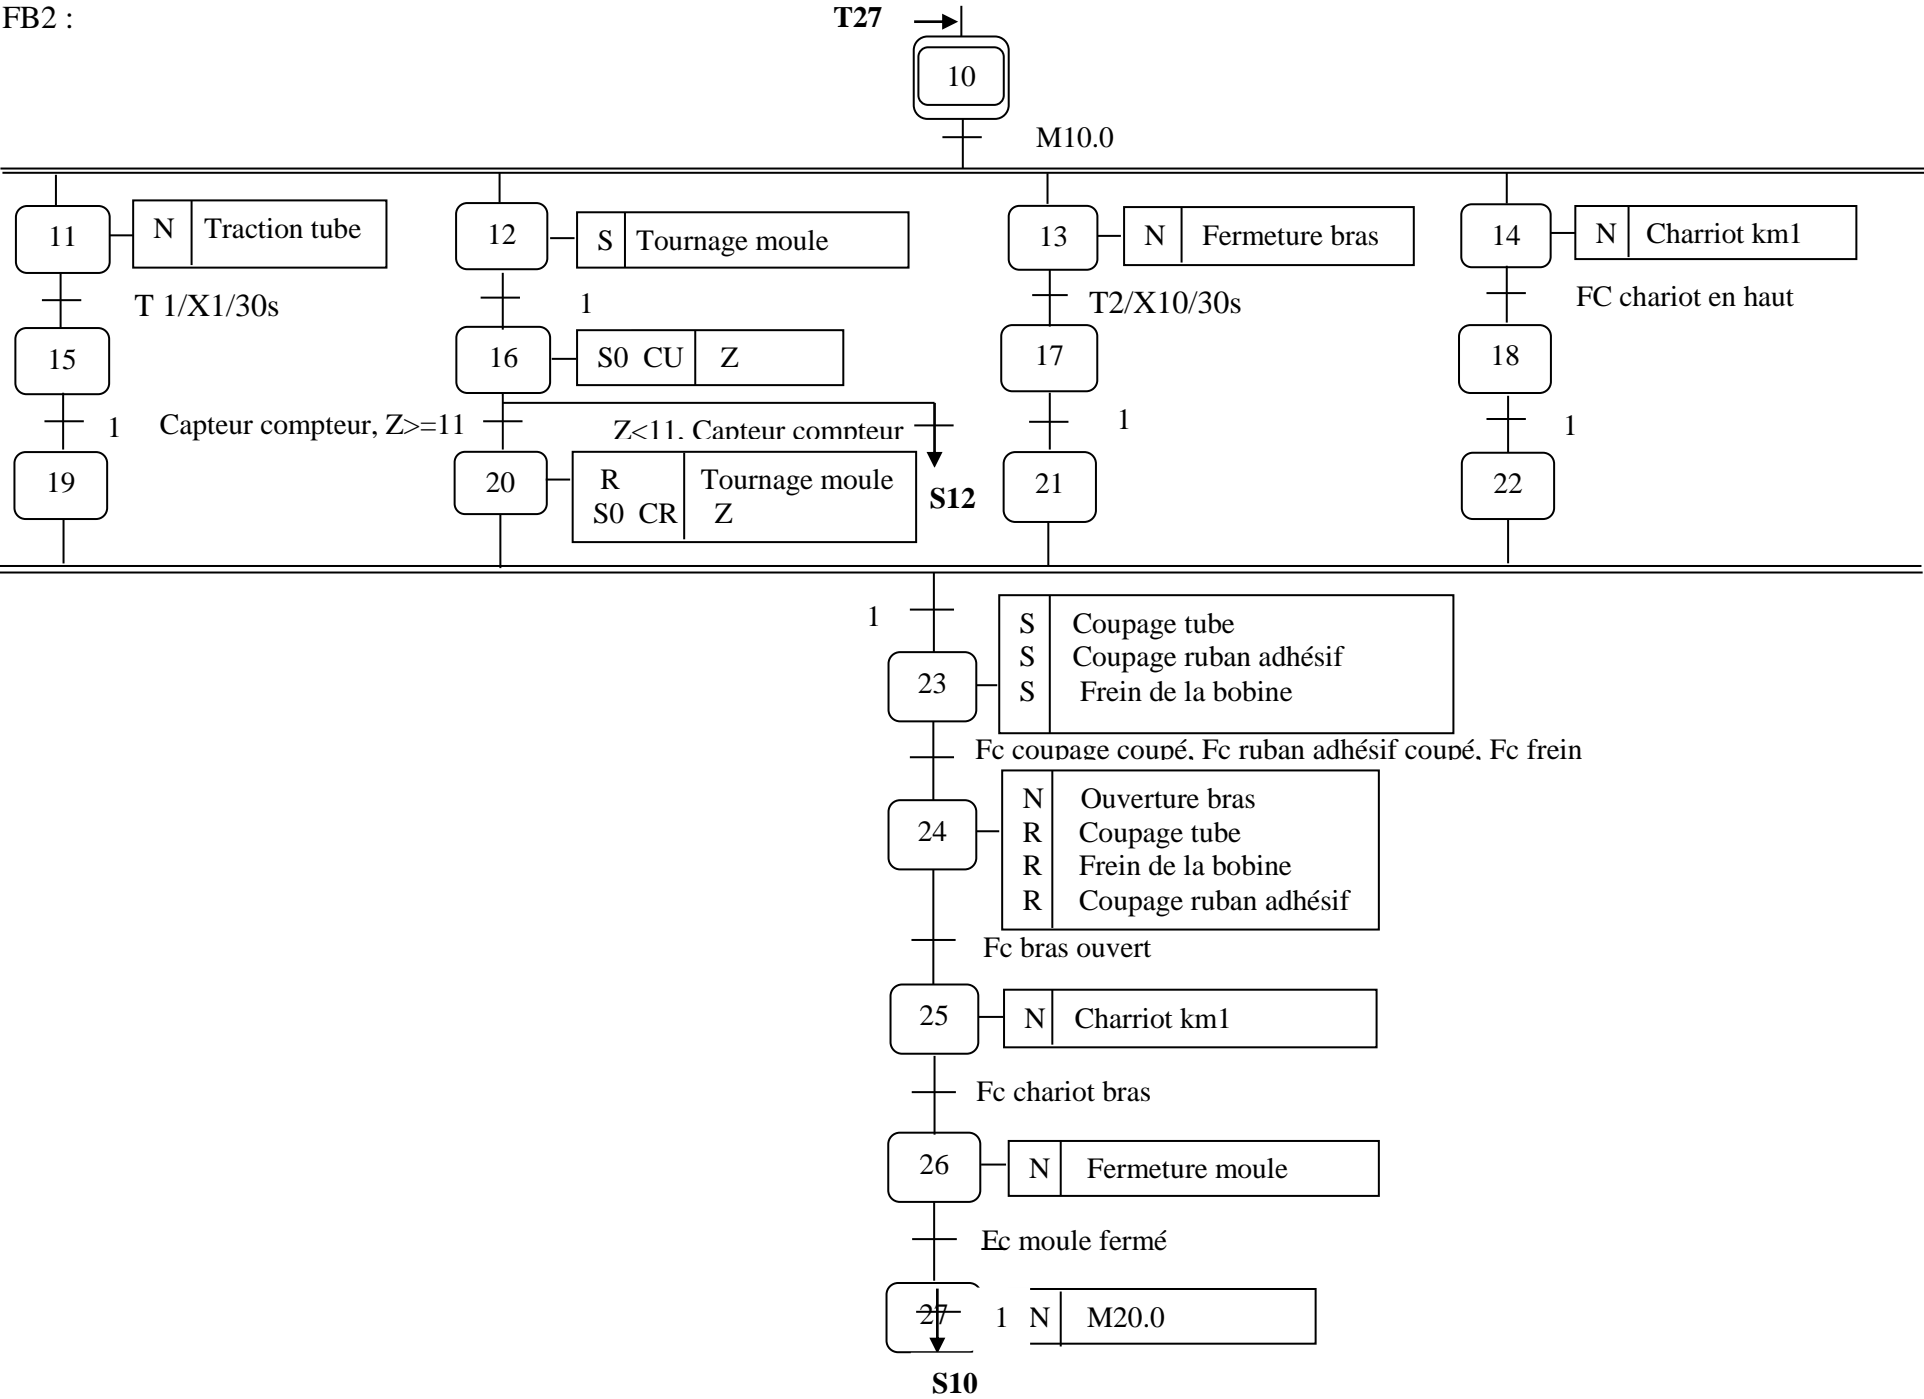 FB2 :
T27
10
M10.0
11
N Traction tube
12
S Tournage moule
13
N Fermeture bras
14
N Charriot km1
T 1/X1/30s
1
T2/X10/30s
FC chariot en haut
15
16
S0 CU Z
17
18
1
Capteur compteur, Z>=11
Z<11, Capteur compteur
1
1
19
20
R Tournage moule
S0 CR Z
S12
21
22
1
23
S Coupage tube
S Coupage ruban adhésif
S Frein de la bobine
Fc coupage coupé, Fc ruban adhésif coupé, Fc frein
24
N Ouverture bras
R Coupage tube
R Frein de la bobine
R Coupage ruban adhésif
Fc bras ouvert
25
N Charriot km1
Fc chariot bras
26
N Fermeture moule
Fc moule fermé
27
1
N M20.0
S10